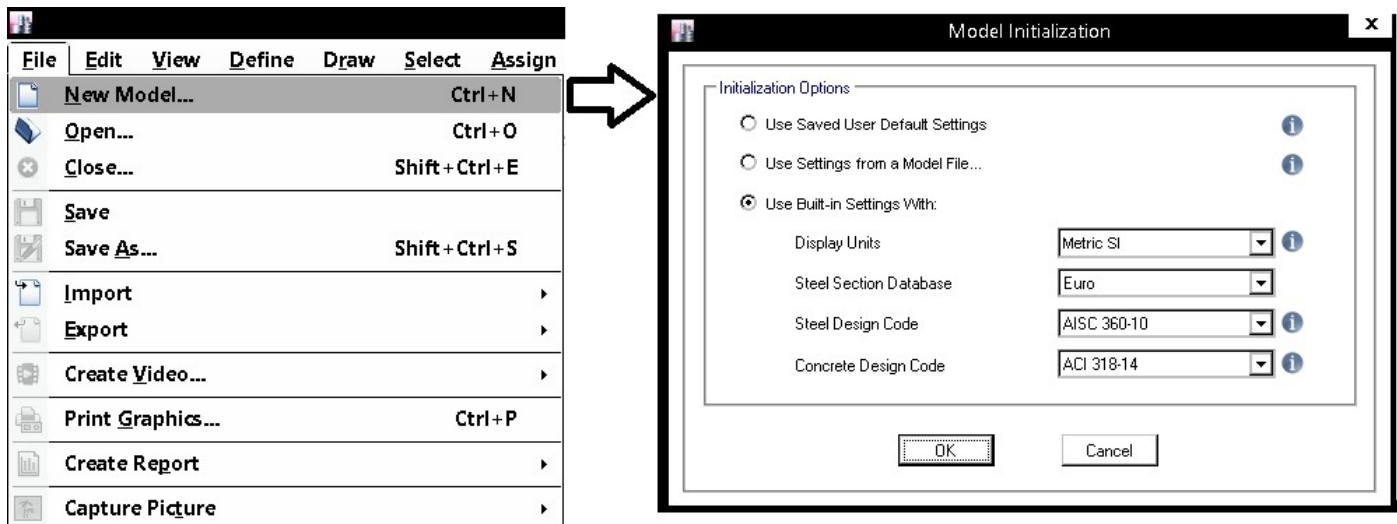 File Edit View Define Draw Select Assign
New Model... Ctrl+N
Open... Ctrl+O
Close... Shift+Ctrl+E
Save
Save As... Shift+Ctrl+S
Import
Export
Create Video...
Print Graphics... Ctrl+P
Create Report
Capture Picture
Model Initialization x
Initialization Options
Use Saved User Default Settings
Use Settings from a Model File...
Use Built-in Settings With:
Display Units Metric SI
Steel Section Database Euro
Steel Design Code AISC 360-10
Concrete Design Code ACI 318-14
OK Cancel